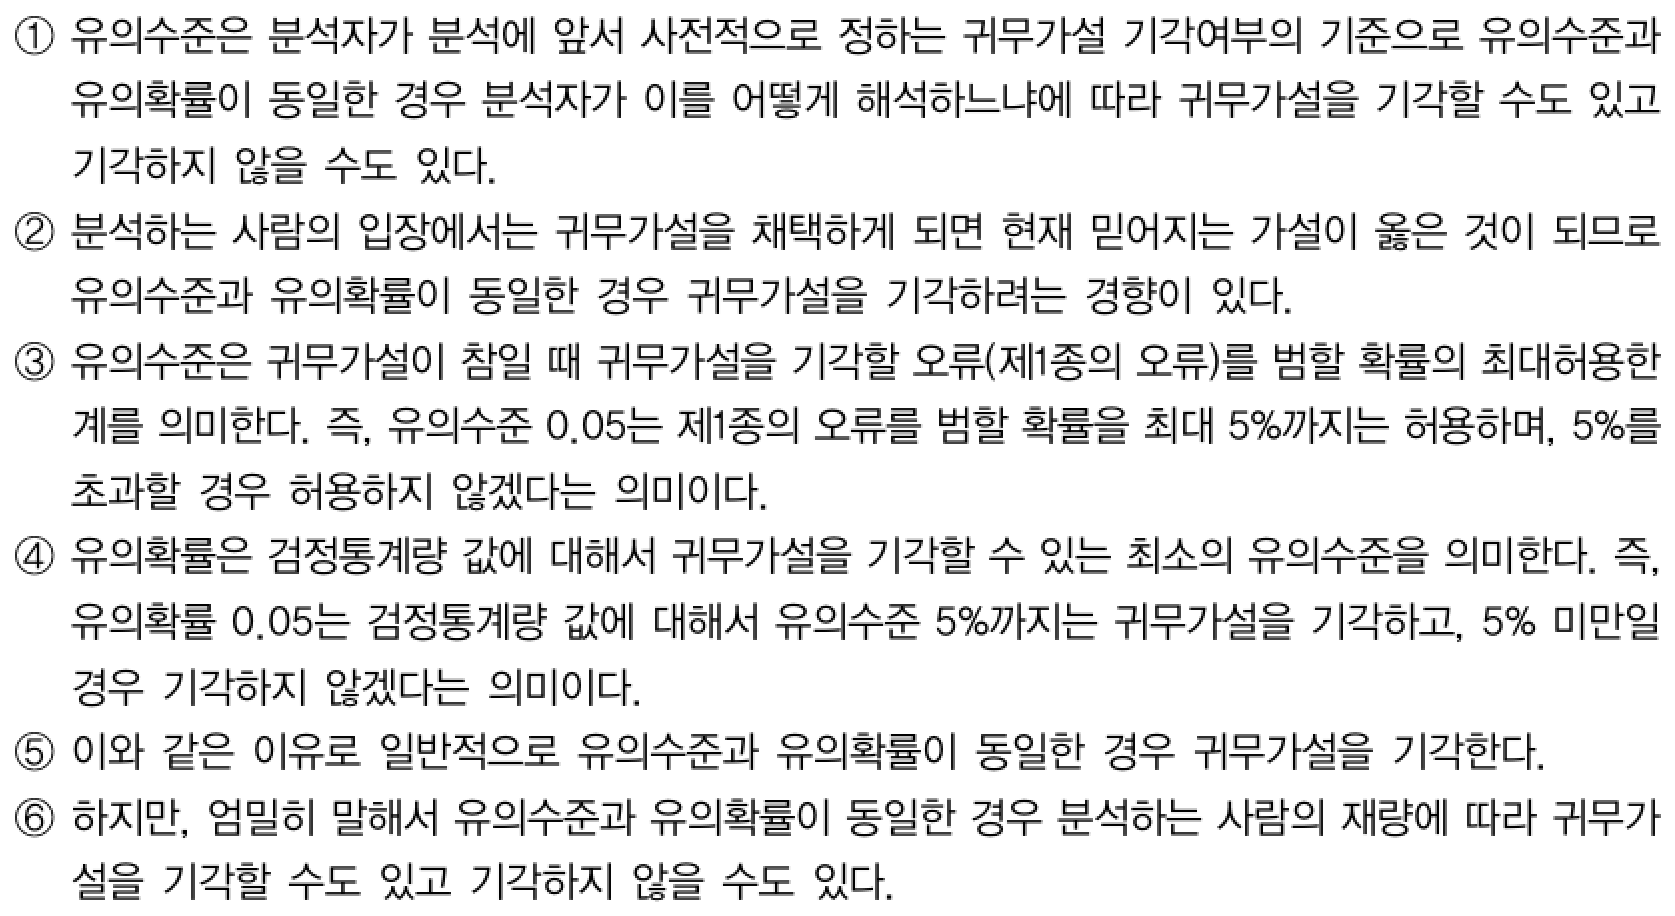 ① 유의수준은 분석자가 분석에 앞서 사전적으로 정하는 귀무가설 기각여부의 기준으로 유의수준과
유의확률이 동일한 경우 분석자가 이를 어떻게 해석하느냐에 따라 귀무가설을 기각할 수도 있고
기각하지 않을 수도 있다.
② 분석하는 사람의 입장에서는 귀무가설을 채택하게 되면 현재 믿어지는 가설이 옳은 것이 되므로
유의수준과 유의확률이 동일한 경우 귀무가설을 기각하려는 경향이 있다.
③ 유의수준은 귀무가설이 참일 때 귀무가설을 기각할 오류(제1종의 오류)를 범할 확률의 최대허용한
계를 의미한다. 즉, 유의수준 0.05는 제1종의 오류를 범할 확률을 최대 5%까지는 허용하며, 5%를
초과할 경우 허용하지 않겠다는 의미이다.
④ 유의확률은 검정통계량 값에 대해서 귀무가설을 기각할 수 있는 최소의 유의수준을 의미한다. 즉,
유의확률 0.05는 검정통계량 값에 대해서 유의수준 5%까지는 귀무가설을 기각하고, 5% 미만일
경우 기각하지 않겠다는 의미이다.
⑤ 이와 같은 이유로 일반적으로 유의수준과 유의확률이 동일한 경우 귀무가설을 기각한다.
⑥ 하지만, 엄밀히 말해서 유의수준과 유의확률이 동일한 경우 분석하는 사람의 재량에 따라 귀무가
설을 기각할 수도 있고 기각하지 않을 수도 있다.